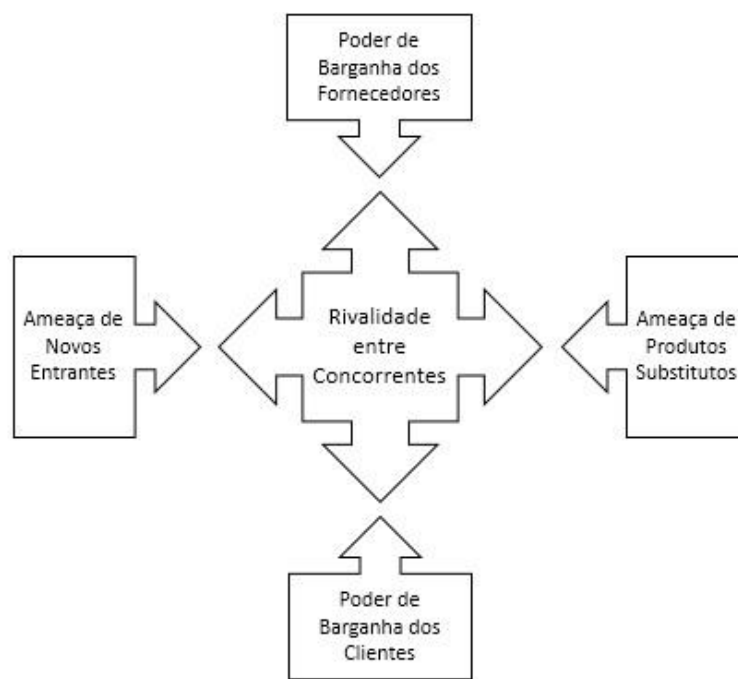 Poder de
Barganha dos
Fornecedores
Ameaça de
Novos
Entrantes
Rivalidade
entre
Concorrentes
Ameaça de
Produtos
Substitutos
Poder de
Barganha dos
Clientes